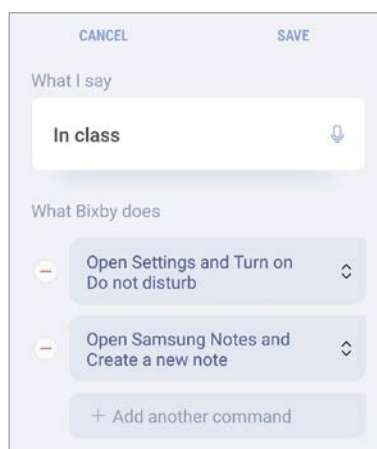 CANCEL SAVE
What I say
In class
What Bixby does
Open Settings and Turn on
Do not disturb
Open Samsung Notes and
Create a new note
+ Add another command